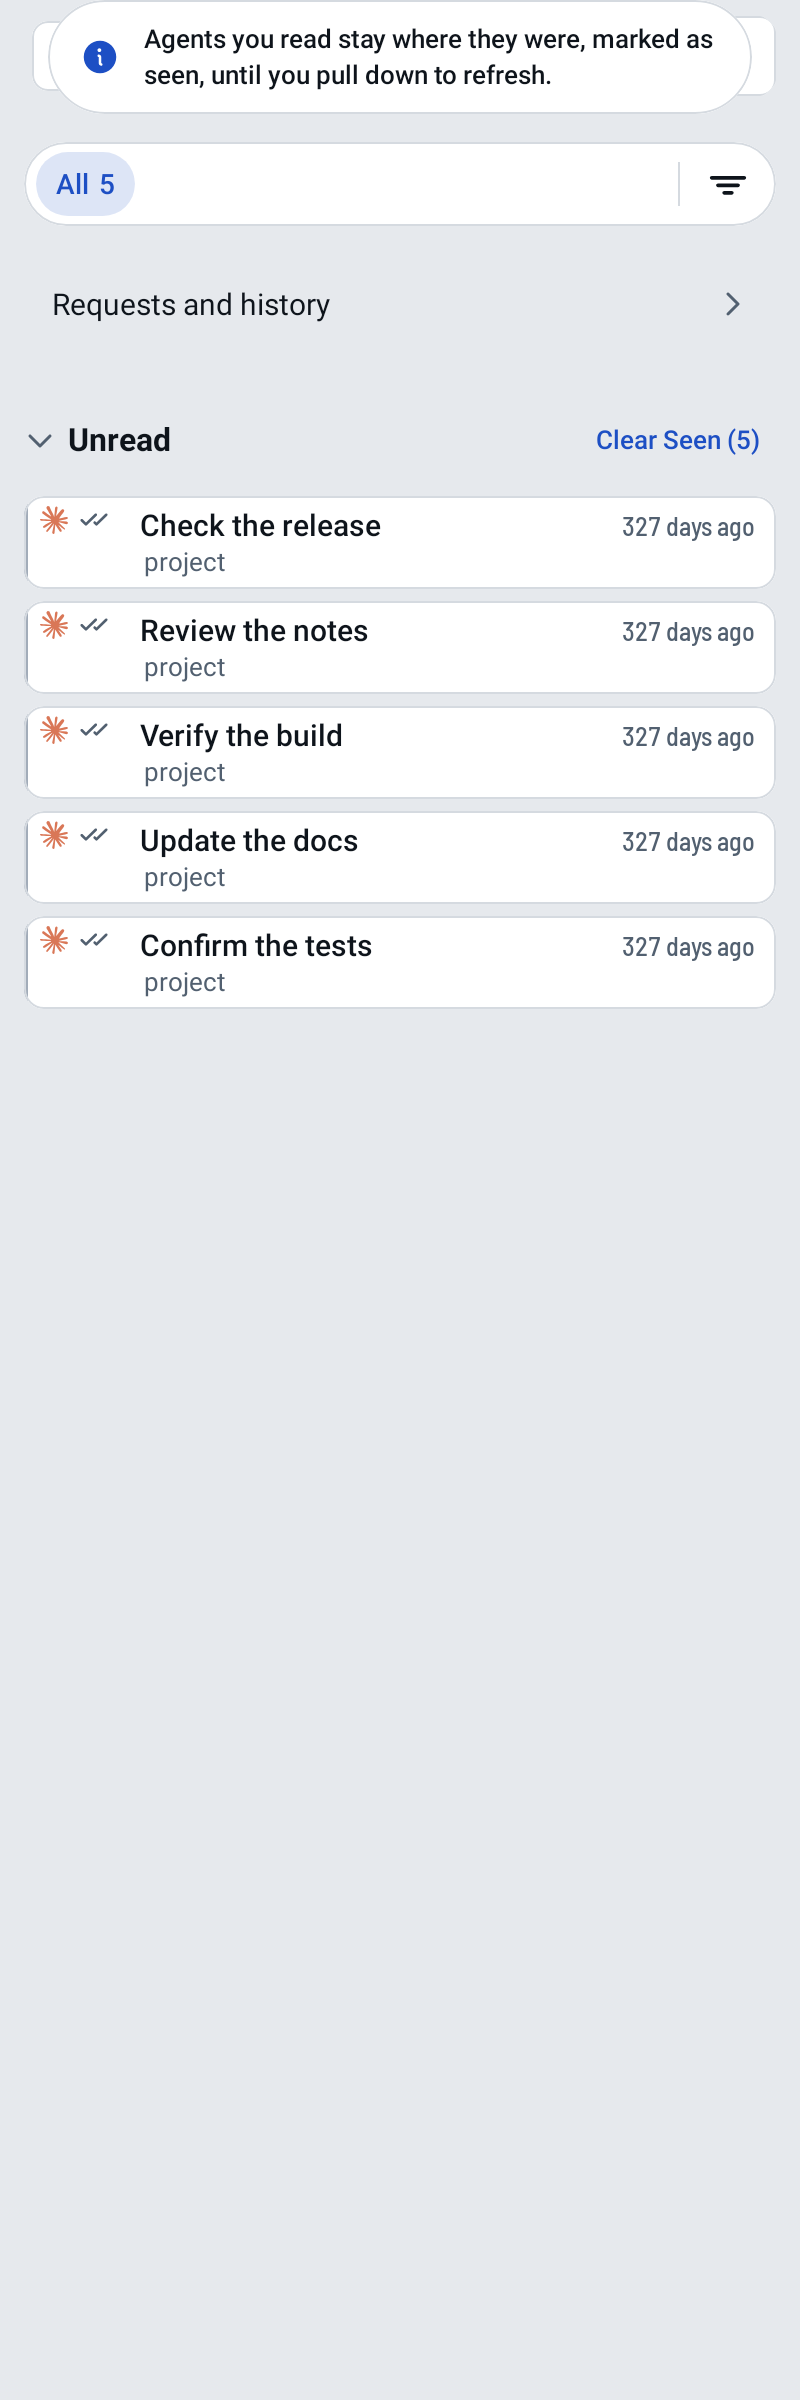 Agents you read stay where they were, marked as
seen, until you pull down to refresh.
All 5
Requests and history
Unread
Clear Seen (5)
Check the release
327 days ago
project
Review the notes
327 days ago
project
Verify the build
327 days ago
project
Update the docs
327 days ago
project
Confirm the tests
327 days ago
project